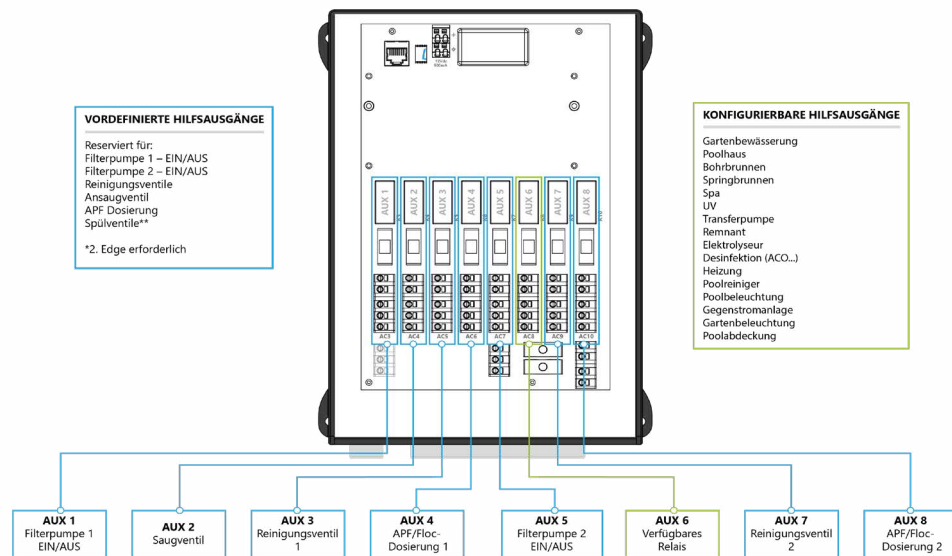 VORDEFINIERTE HILFSAUSGÄNGE
Reserviert für:
Filterpumpe 1 – EIN/AUS
Filterpumpe 2 – EIN/AUS
Reinigungsventile
Ansaugventil
APF Dosierung
Spülventile**
*2. Edge erforderlich
KONFIGURIERBARE HILFSAUSGÄNGE
Gartenbewässerung
Poolhaus
Bohrbrunnen
Springbrunnen
Spa
UV
Transferpumpe
Remnant
Elektrolyseur
Desinfektion (ACO...)
Heizung
Poolreiniger
Poolbeleuchtung
Gegenstromanlage
Gartenbeleuchtung
Poolabdeckung
AUX 1
AUX 2
AUX 3
AUX 4
AUX 5
AUX 6
AUX 7
AUX 8
AC3
AC4
AC5
AC6
AC7
AC8
AC9
AC10
AUX 1
Filterpumpe 1
EIN/AUS
AUX 2
Saugventil
AUX 3
Reinigungsventil
1
AUX 4
APF/Floc-
Dosierung 1
AUX 5
Filterpumpe 2
EIN/AUS
AUX 6
Verfügbares
Relais
AUX 7
Reinigungsventil
2
AUX 8
APF/Floc-
Dosierung 2